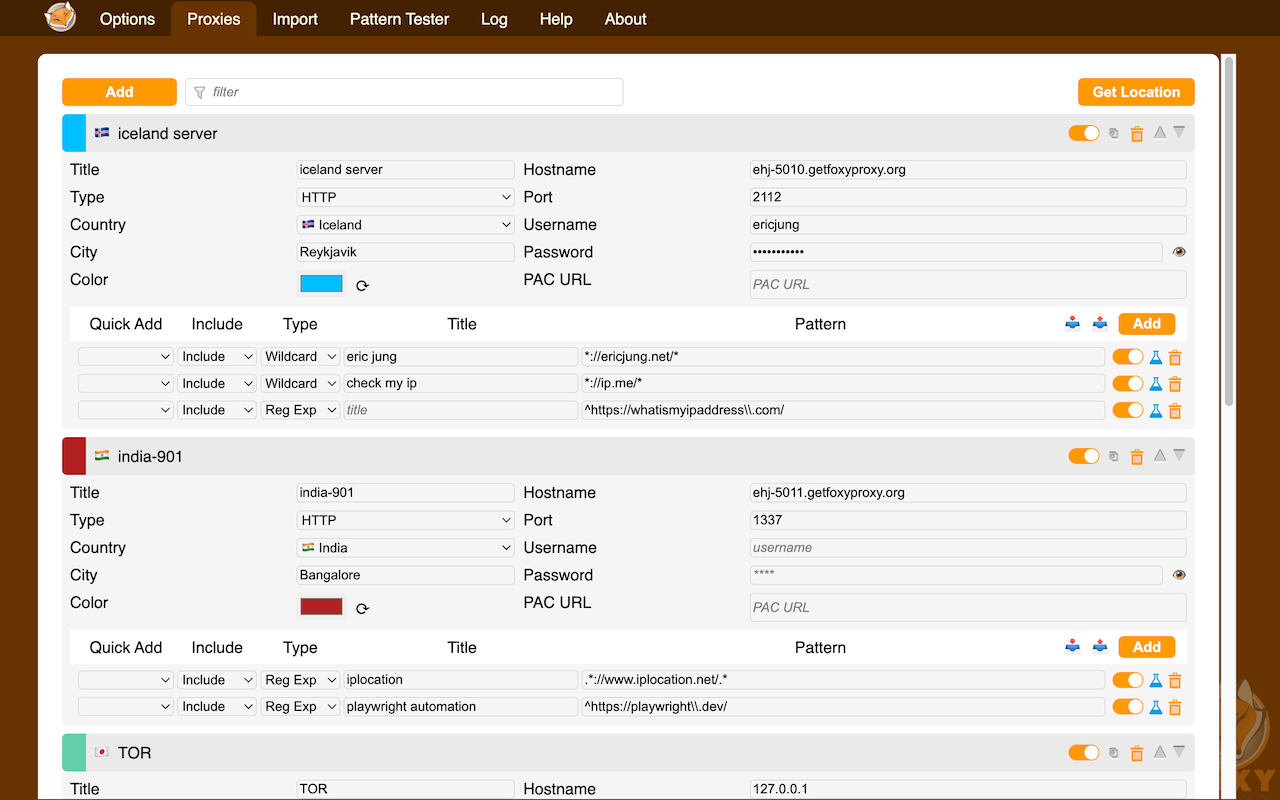 Options Proxies Import Pattern Tester Log Help About
Add filter Get Location
iceland server
Title iceland server Hostname ehj-5010.getfoxyproxy.org
Type HTTP Port 2112
Country Iceland Username ericjung
City Reykjavik Password •••••••••••
Color PAC URL PAC URL
Quick Add Include Type Title Pattern Add
Include Wildcard eric jung *://ericjung.net/*
Include Wildcard check my ip *://ip.me/*
Include Reg Exp title ^https://whatismyipaddress\\.com/
india-901
Title india-901 Hostname ehj-5011.getfoxyproxy.org
Type HTTP Port 1337
Country India Username username
City Bangalore Password ****
Color PAC URL PAC URL
Quick Add Include Type Title Pattern Add
Include Reg Exp iplocation .*://www.iplocation.net/.*
Include Reg Exp playwright automation ^https://playwright\\.dev/
TOR
Title TOR Hostname 127.0.0.1
XY